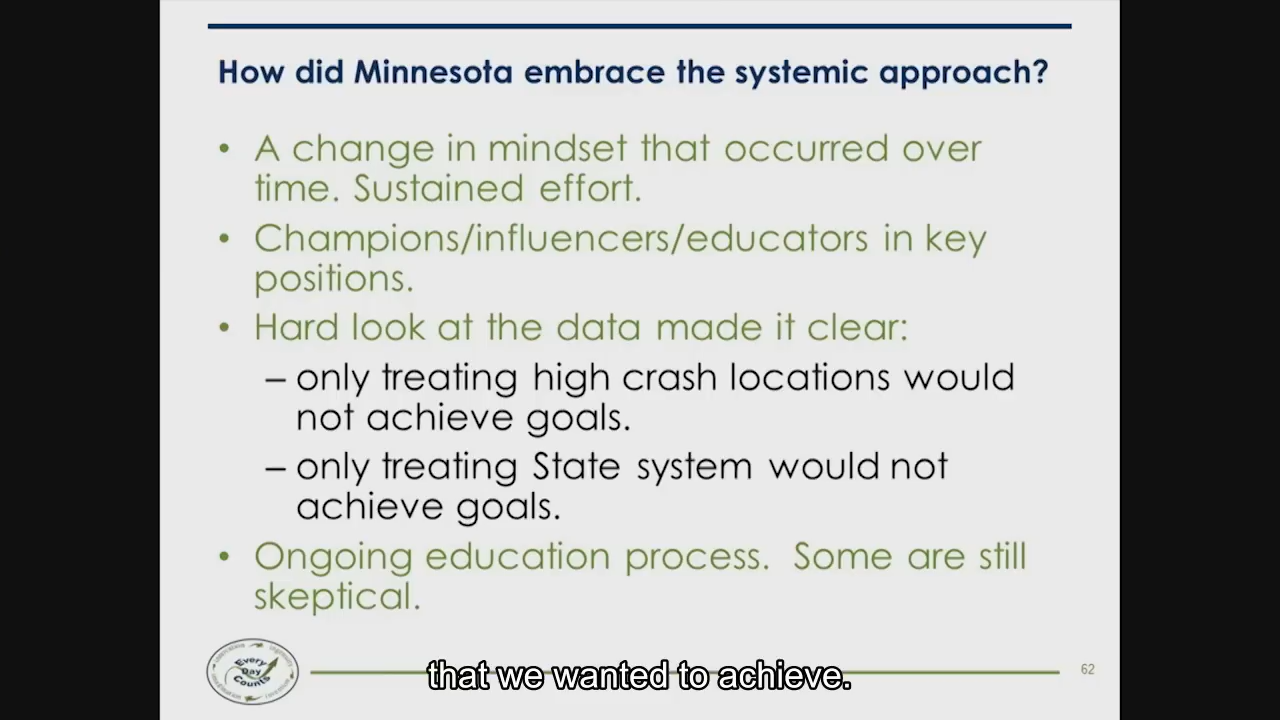 How did Minnesota embrace the systemic approach?
• A change in mindset that occurred over
time. Sustained effort.
• Champions/influencers/educators in key
positions.
• Hard look at the data made it clear:
– only treating high crash locations would
not achieve goals.
– only treating State system would not
achieve goals.
• Ongoing education process. Some are still
skeptical.
Every
Day
Counts
that we wanted to achieve.
62